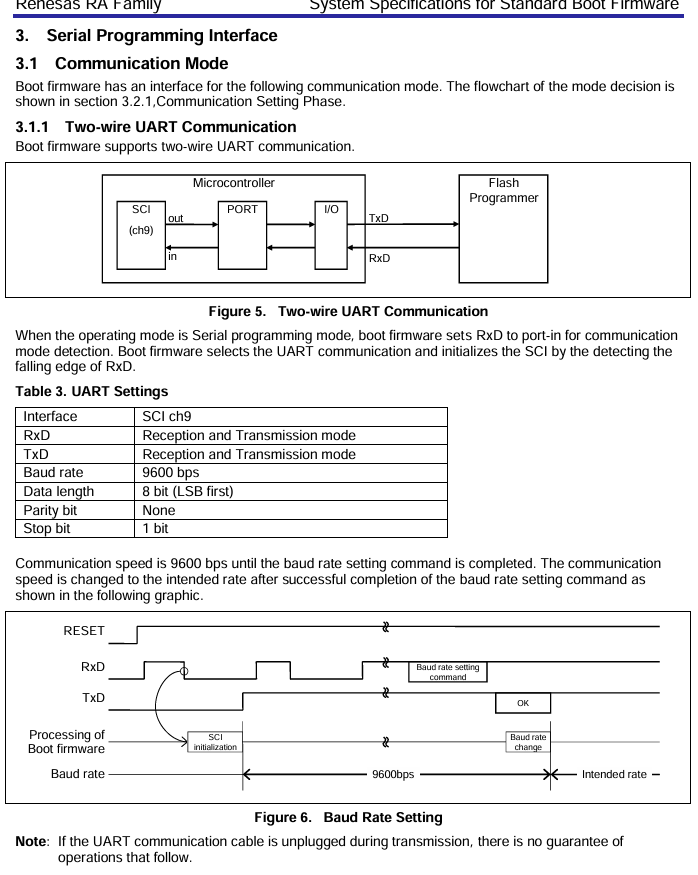 Renesas RA Family System Specifications for Standard Boot Firmware
3. Serial Programming Interface
3.1 Communication Mode
Boot firmware has an interface for the following communication mode. The flowchart of the mode decision is
shown in section 3.2.1,Communication Setting Phase.
3.1.1 Two-wire UART Communication
Boot firmware supports two-wire UART communication.
Microcontroller
Flash
Programmer
SCI
(ch9)
out
in
PORT
I/O
TxD
RxD
Figure 5. Two-wire UART Communication
When the operating mode is Serial programming mode, boot firmware sets RxD to port-in for communication
mode detection. Boot firmware selects the UART communication and initializes the SCI by the detecting the
falling edge of RxD.
Table 3. UART Settings
Interface SCI ch9
RxD Reception and Transmission mode
TxD Reception and Transmission mode
Baud rate 9600 bps
Data length 8 bit (LSB first)
Parity bit None
Stop bit 1 bit
Communication speed is 9600 bps until the baud rate setting command is completed. The communication
speed is changed to the intended rate after successful completion of the baud rate setting command as
shown in the following graphic.
RESET
RxD
Baud rate setting
command
TxD
OK
Processing of
Boot firmware
SCI
initialization
Baud rate
change
Baud rate
9600bps
Intended rate
Figure 6. Baud Rate Setting
Note: If the UART communication cable is unplugged during transmission, there is no guarantee of
operations that follow.